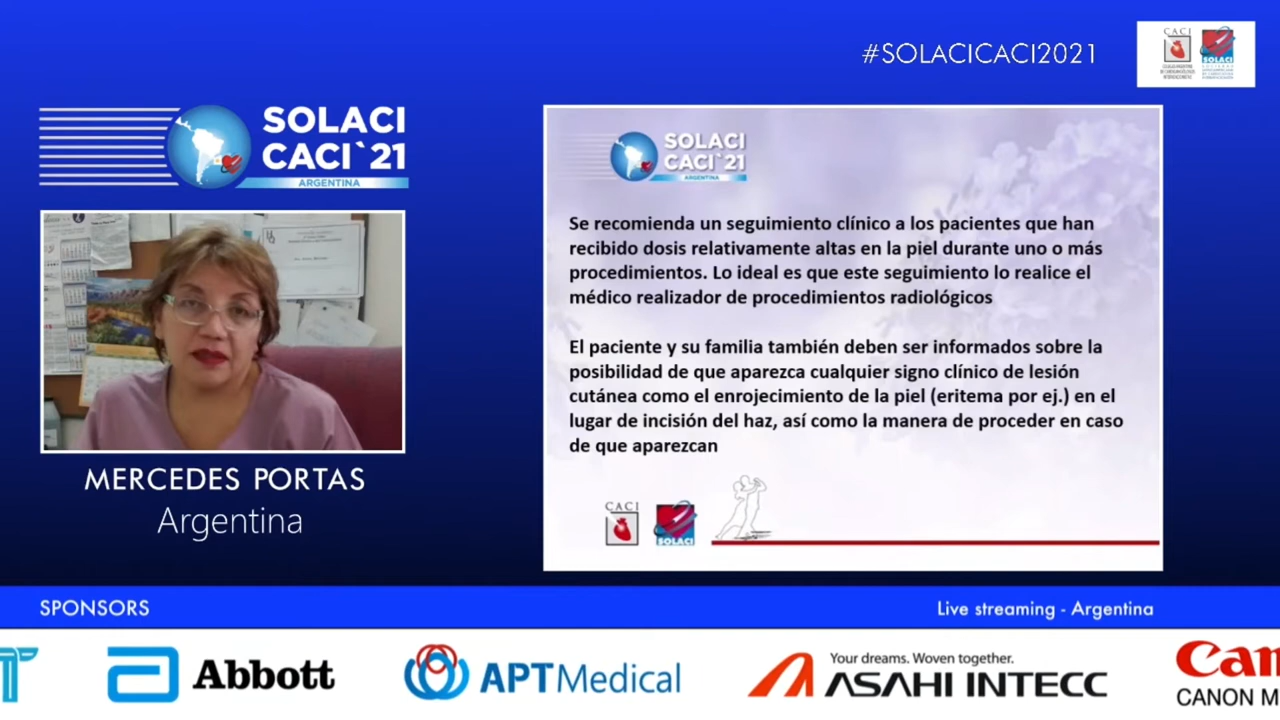 #SOLACICACI2021
CACI
SOLACI
SOLACI
CACI`21
ARGENTINA
SOLACI
CACI`21
ARGENTINA
Se recomienda un seguimiento clínico a los pacientes que han
recibido dosis relativamente altas en la piel durante uno o más
procedimientos. Lo ideal es que este seguimiento lo realice el
médico realizador de procedimientos radiológicos
El paciente y su familia también deben ser informados sobre la
posibilidad de que aparezca cualquier signo clínico de lesión
cutánea como el enrojecimiento de la piel (eritema por ej.) en el
lugar de incisión del haz, así como la manera de proceder en caso
de que aparezcan
CACI
SOLACI
MERCEDES PORTAS
Argentina
SPONSORS
Live streaming - Argentina
Abbott
APTMedical
Your dreams. Woven together.
ASAHI INTECC
Can
CANON M